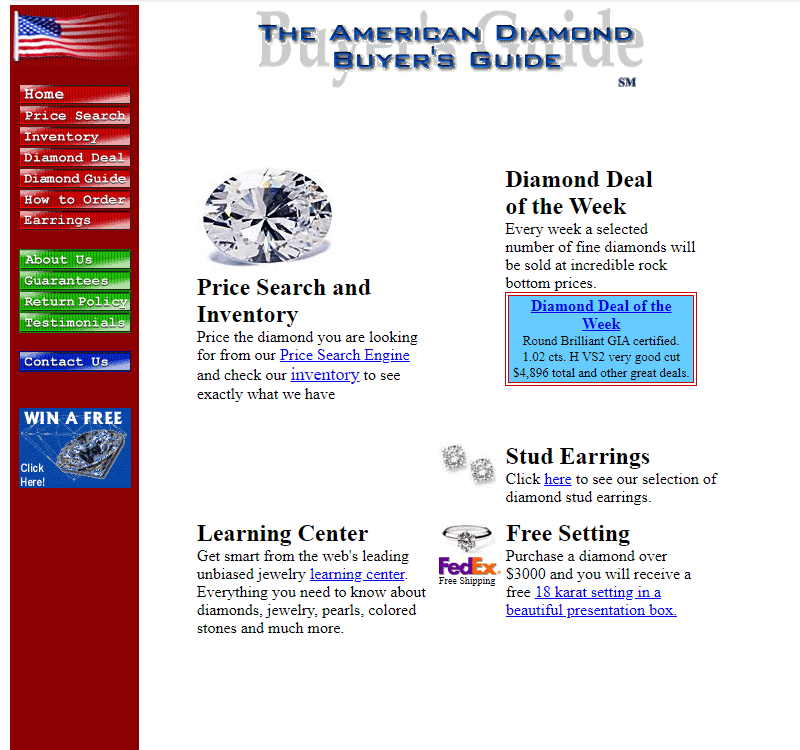 Buyer's Guide
The American Diamond
Buyer's Guide
SM
Home
Price Search
Inventory
Diamond Deal
Diamond Guide
How to Order
Earrings
About Us
Guarantees
Return Policy
Testimonials
Contact Us
WIN A FREE
Click
Here!
Price Search and
Inventory
Price the diamond you are looking
for from our Price Search Engine
and check our inventory to see
exactly what we have
Diamond Deal
of the Week
Every week a selected
number of fine diamonds will
be sold at incredible rock
bottom prices.
Diamond Deal of the
Week
Round Brilliant GIA certified.
1.02 cts. H VS2 very good cut
$4,896 total and other great deals.
Stud Earrings
Click here to see our selection of
diamond stud earrings.
Learning Center
Get smart from the web's leading
unbiased jewelry learning center.
Everything you need to know about
diamonds, jewelry, pearls, colored
stones and much more.
FedEx
Free Shipping
Free Setting
Purchase a diamond over
$3000 and you will receive a
free 18 karat setting in a
beautiful presentation box.